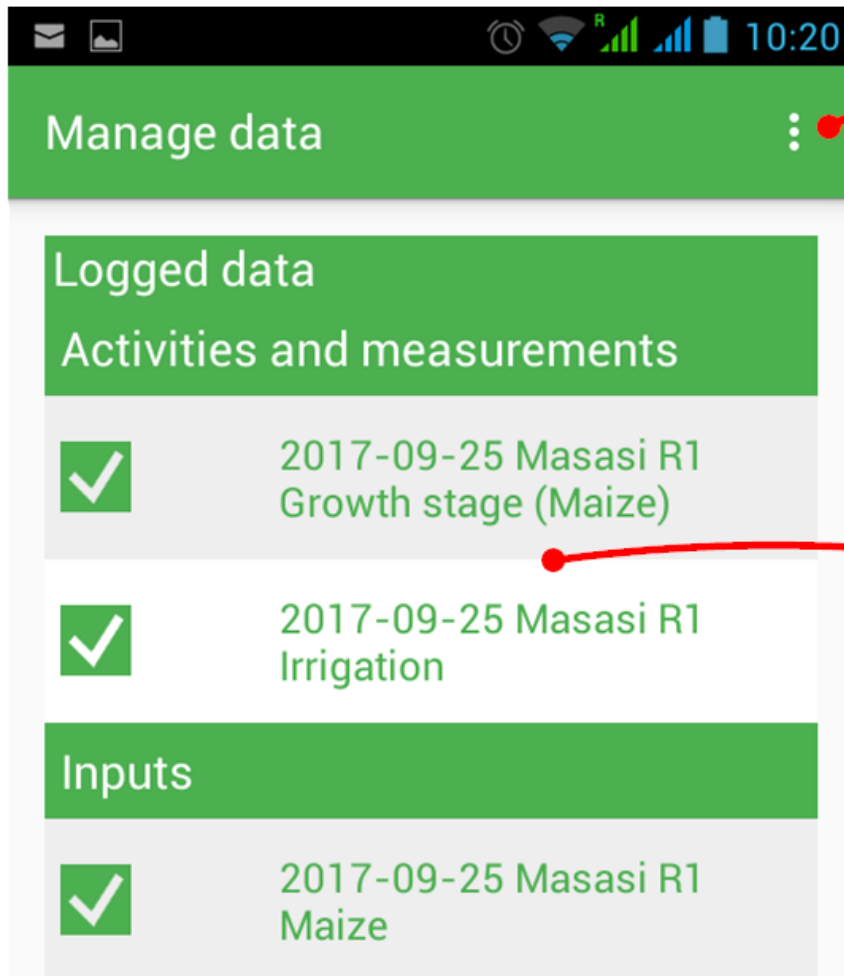 R 10:20
Manage data
Logged data
Activities and measurements
2017-09-25 Masasi R1
Growth stage (Maize)
2017-09-25 Masasi R1
Irrigation
Inputs
2017-09-25 Masasi R1
Maize